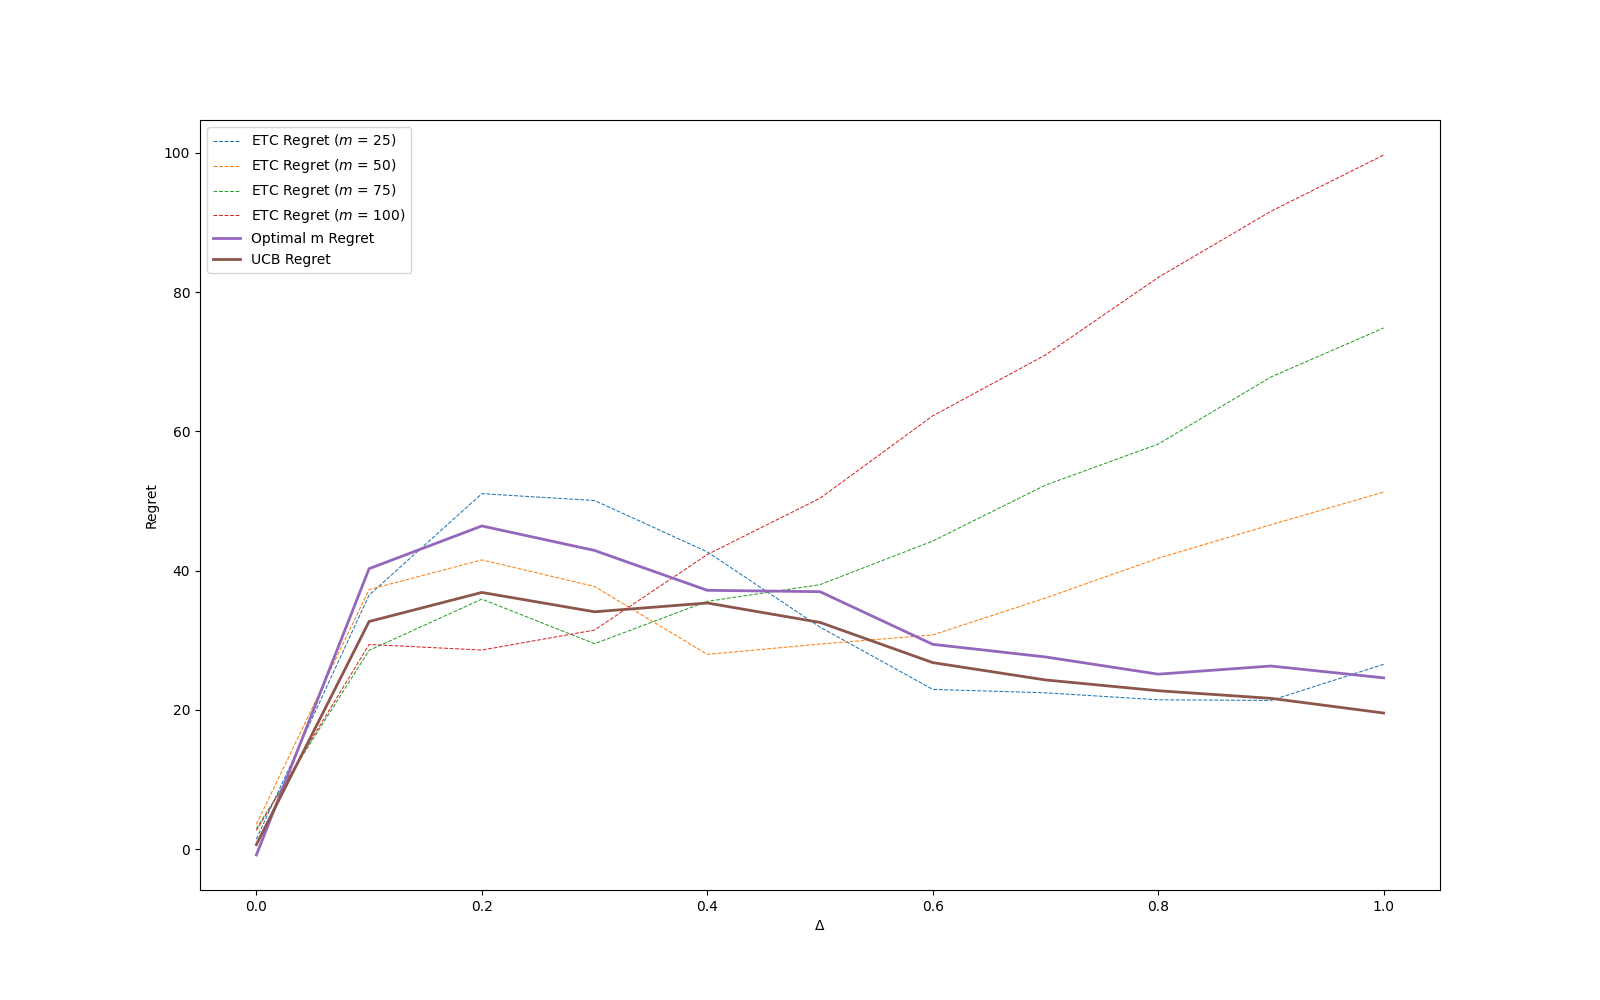 ETC Regret (m = 25)
ETC Regret (m = 50)
ETC Regret (m = 75)
ETC Regret (m = 100)
Optimal m Regret
UCB Regret
100
80
60
40
20
0
Regret
0.0 0.2 0.4 0.6 0.8 1.0
Δ